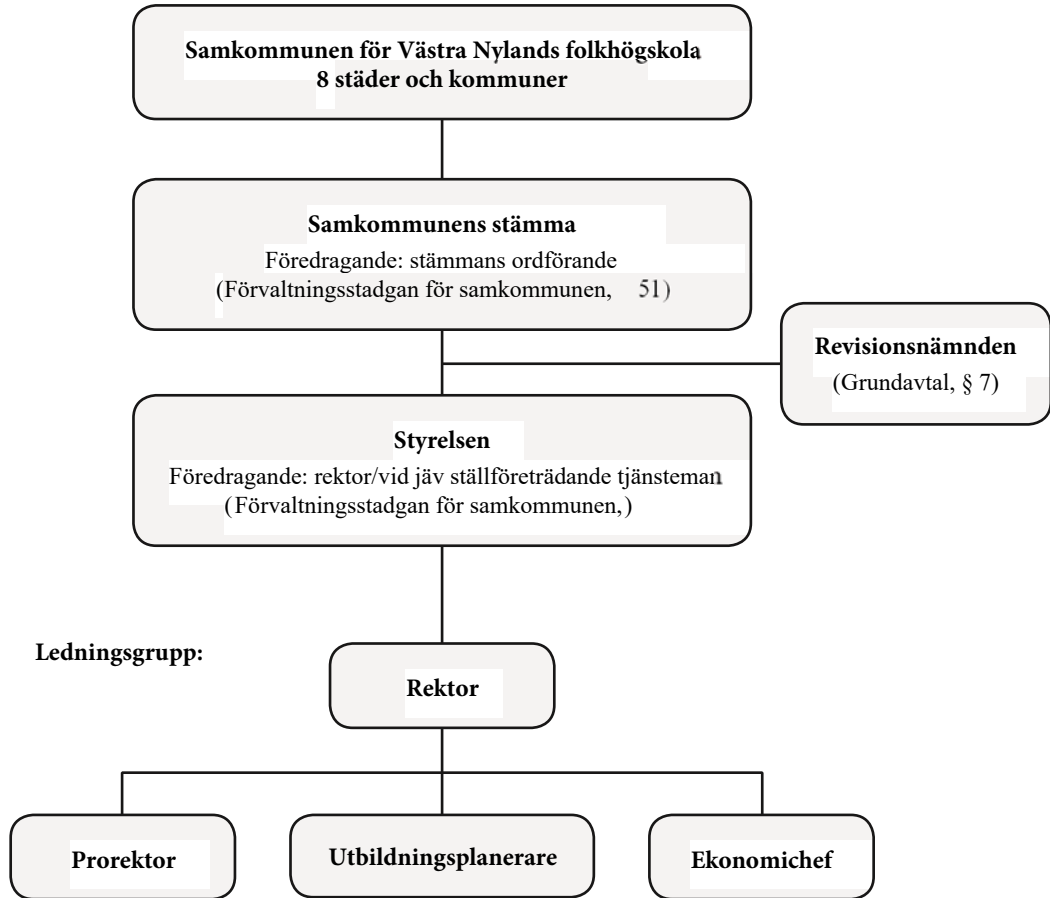 Samkommunen för Västra Nylands folkhögskola
8 städer och kommuner
Samkommunens stämma
Föredragande: stämmans ordförande
(Förvaltningsstadgan för samkommunen, 51)
Revisionsnämnden
(Grundavtal, § 7)
Styrelsen
Föredragande: rektor/vid jäv ställföreträdande tjänsteman
(Förvaltningsstadgan för samkommunen,)
Ledningsgrupp:
Rektor
Prorektor
Utbildningsplanerare
Ekonomichef